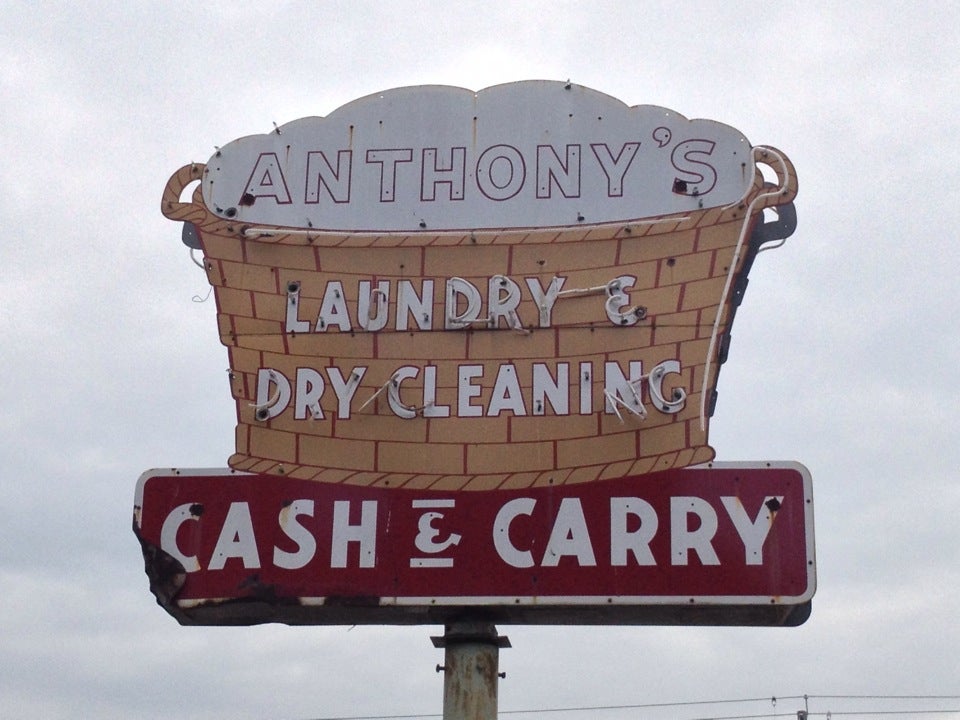 ANTHONY'S
LAUNDRY &
DRY CLEANING
CASH & CARRY